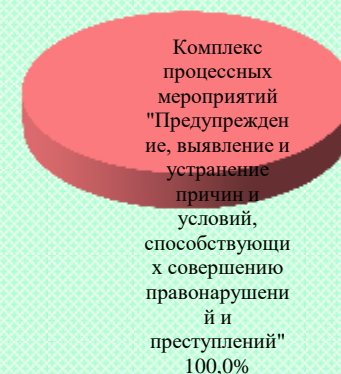 Комплекс
процессных
мероприятий
"Предупрежден
ие, выявление и
устранение
причин и
условий,
способствующи
х совершению
правонарушени
й и
преступлений"
100,0%